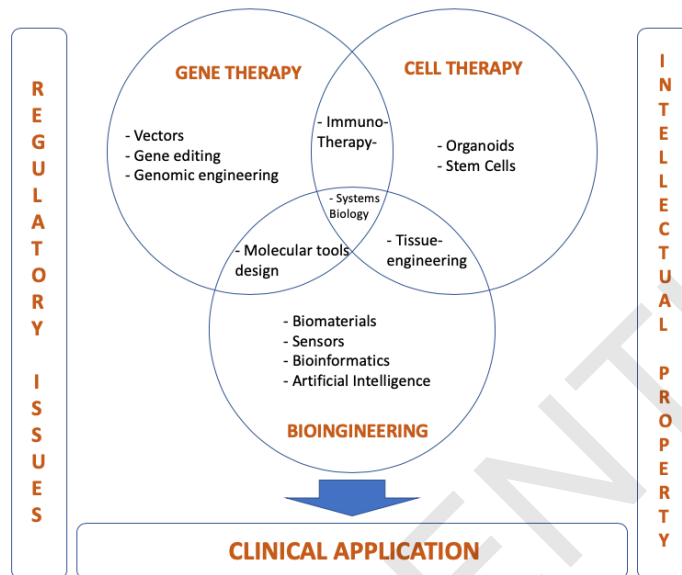 REGULATORY ISSUES
GENE THERAPY
- Vectors
- Gene editing
- Genomic engineering
- Immuno-
Therapy-
CELL THERAPY
- Organoids
- Stem Cells
- Systems
Biology
- Molecular tools
design
- Tissue-
engineering
- Biomaterials
- Sensors
- Bioinformatics
- Artificial Intelligence
BIOENGINEERING
INTELLECTUAL PROPERTY
CLINICAL APPLICATION